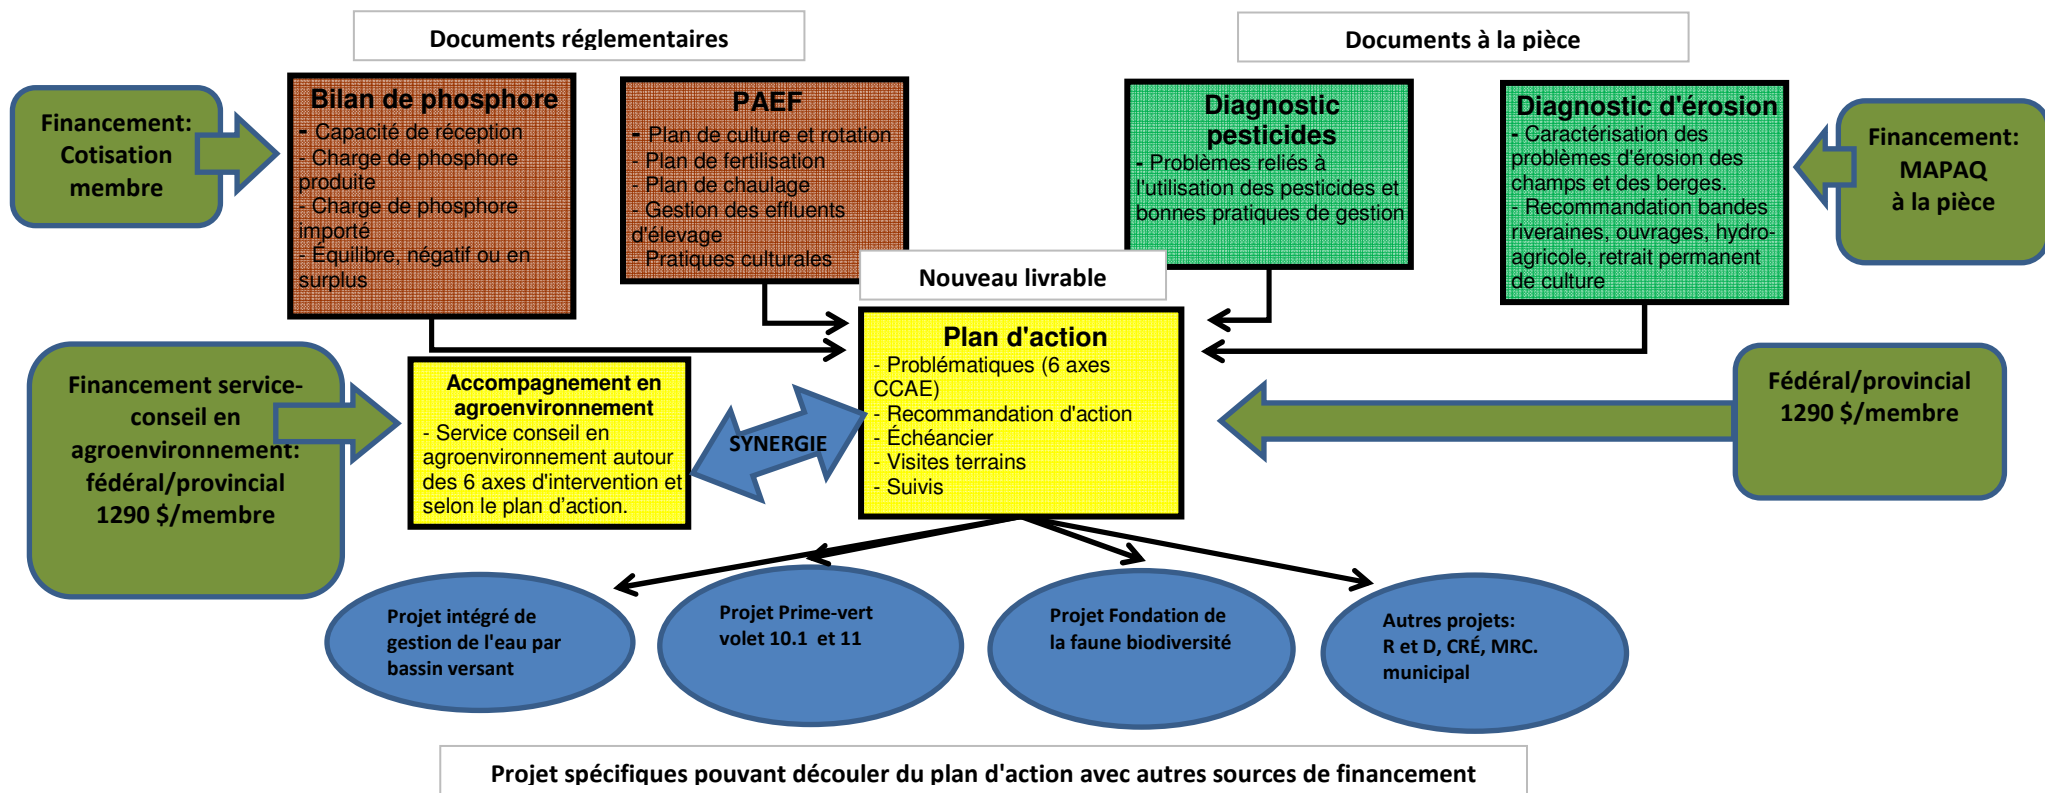 Documents réglementaires
Documents à la pièce
Financement:
Cotisation
membre
Bilan de phosphore
- Capacité de réception
- Charge de phosphore
produite
- Charge de phosphore
importé
- Équilibre, négatif ou en
surplus
PAEF
- Plan de culture et rotation
- Plan de fertilisation
- Plan de chaulage
- Gestion des effluents
d'élevage
- Pratiques culturales
Diagnostic
pesticides
- Problèmes reliés à
l'utilisation des pesticides et
bonnes pratiques de gestion
Diagnostic d'érosion
- Caractérisation des
problèmes d'érosion des
champs et des berges.
- Recommandation bandes
riveraines, ouvrages, hydro-
agricole, retrait permanent
de culture
Financement:
MAPAQ
à la pièce
Nouveau livrable
Financement service-
conseil en
agroenvironnement:
fédéral/provincial
1290 $/membre
Accompagnement en
agroenvironnement
- Service conseil en
agroenvironnement autour
des 6 axes d'intervention et
selon le plan d'action.
SYNERGIE
Plan d'action
- Problématiques (6 axes
CCAE)
- Recommandation d'action
- Échéancier
- Visites terrains
- Suivis
Fédéral/provincial
1290 $/membre
Projet intégré de
gestion de l'eau par
bassin versant
Projet Prime-vert
volet 10.1 et 11
Projet Fondation de
la faune biodiversité
Autres projets:
R et D, CRÉ, MRC.
municipal
Projet spécifiques pouvant découler du plan d'action avec autres sources de financement